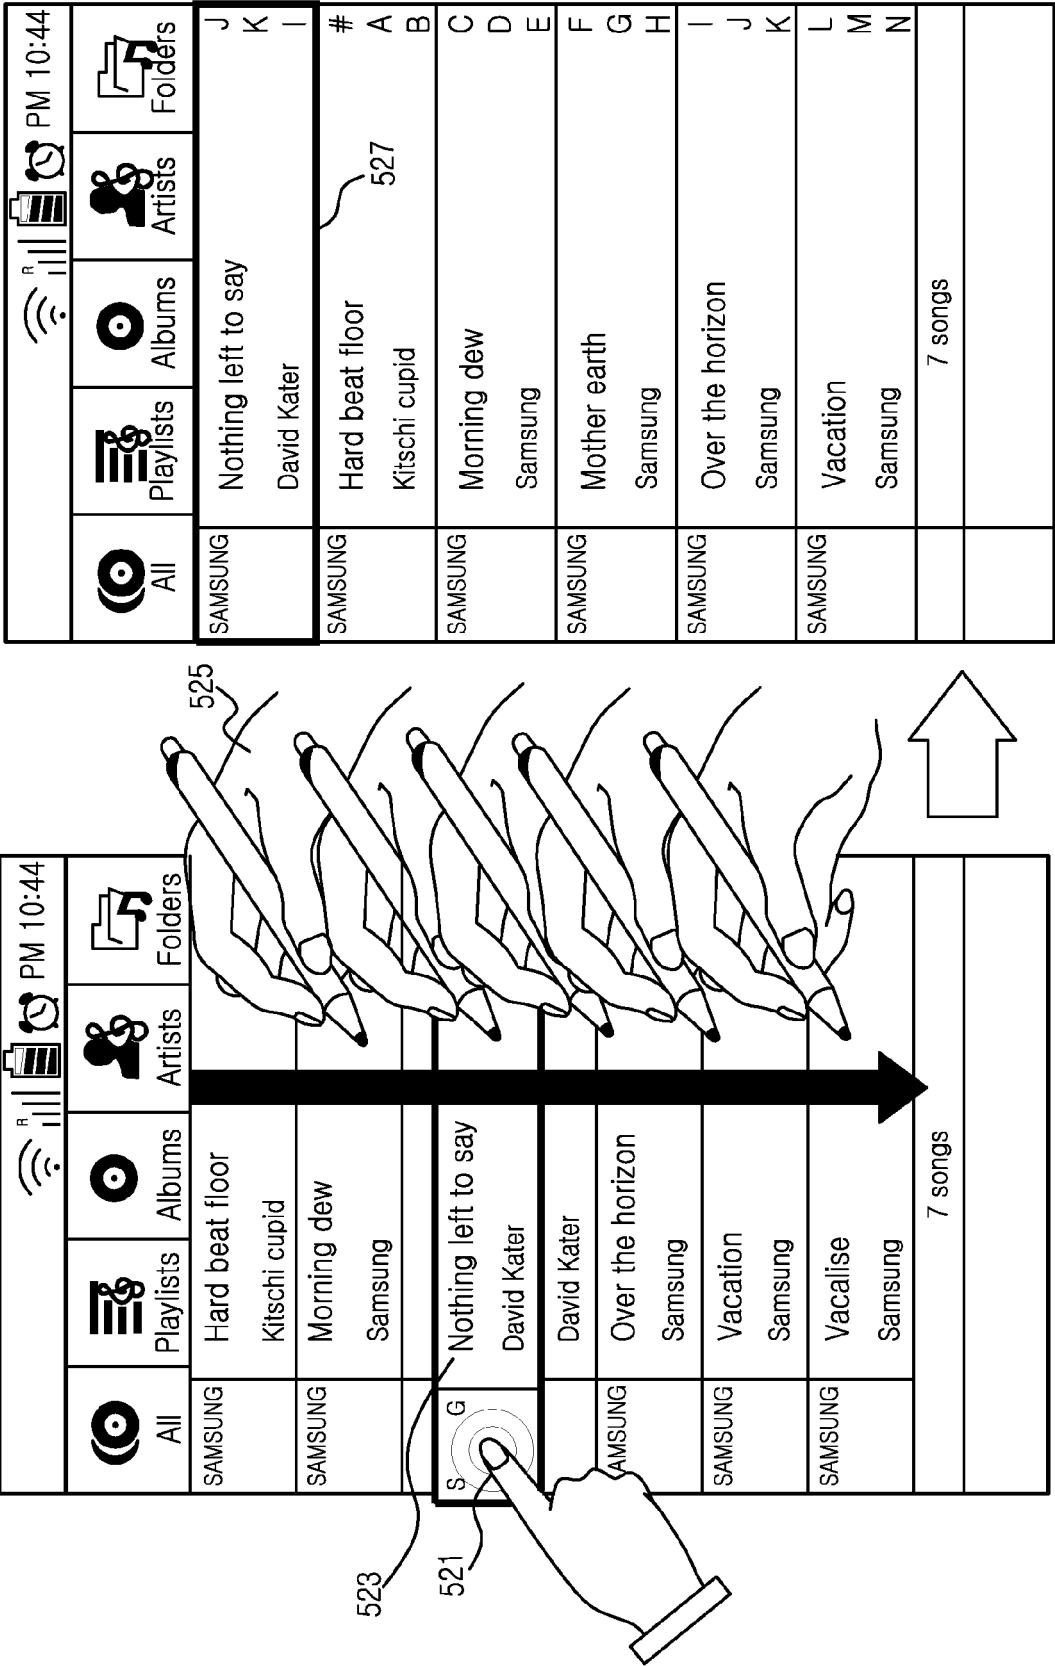 R PM 10:44
All Playlists Albums Artists Folders
SAMSUNG Hard beat floor
Kitschi cupid
SAMSUNG Morning dew
Samsung
S G Nothing left to say
David Kater
David Kater
AMSUNG Over the horizon
Samsung
SAMSUNG Vacation
Samsung
SAMSUNG Vacalise
Samsung
7 songs
523
521
525
R PM 10:44
All Playlists Albums Artists Folders
SAMSUNG Nothing left to say J
K
David Kater I
SAMSUNG Hard beat floor #
A
Kitschi cupid B
SAMSUNG Morning dew C
D
Samsung E
SAMSUNG Mother earth F
G
Samsung H
SAMSUNG Over the horizon I
J
Samsung K
SAMSUNG Vacation L
M
Samsung N
7 songs
527